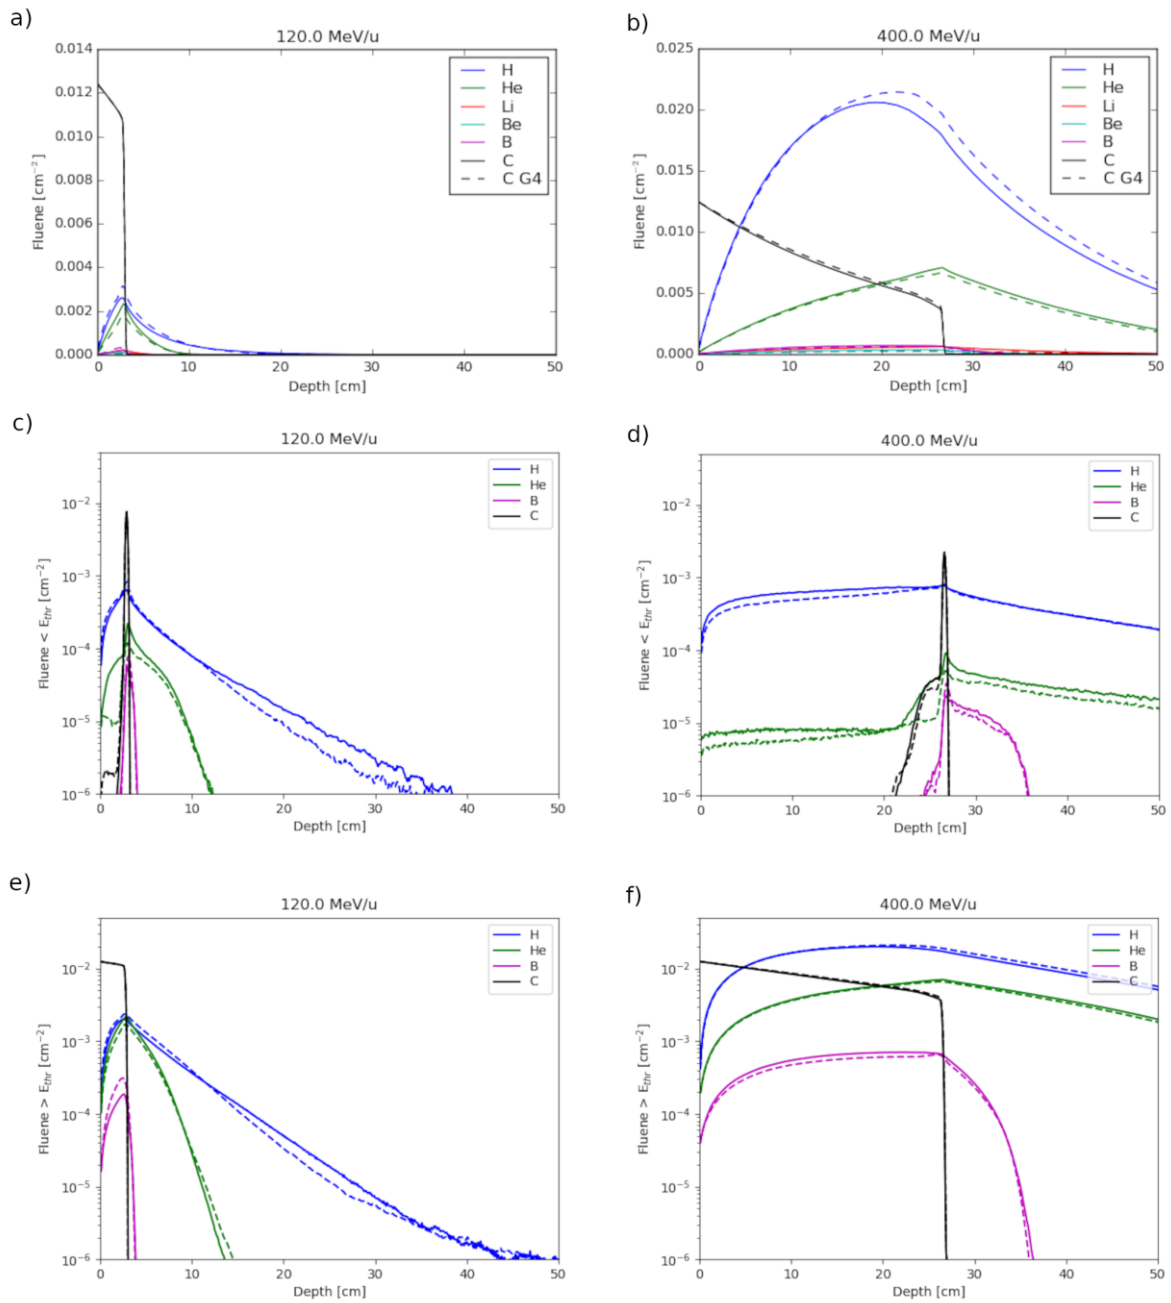 a)
120.0 MeV/u
0.014
0.012
0.010
0.008
0.006
0.004
0.002
0.000
Fluene [cm⁻²]
H
He
Li
Be
B
C
C G4
0 10 20 30 40 50
Depth [cm]
b)
400.0 MeV/u
0.025
0.020
0.015
0.010
0.005
0.000
Fluene [cm⁻²]
H
He
Li
Be
B
C
C G4
0 10 20 30 40 50
Depth [cm]
c)
120.0 MeV/u
10⁻²
10⁻³
10⁻⁴
10⁻⁵
10⁻⁶
Fluene < Eₜₕᵣ [cm⁻²]
H
He
B
C
0 10 20 30 40 50
Depth [cm]
d)
400.0 MeV/u
10⁻²
10⁻³
10⁻⁴
10⁻⁵
10⁻⁶
Fluene < Eₜₕᵣ [cm⁻²]
H
He
B
C
0 10 20 30 40 50
Depth [cm]
e)
120.0 MeV/u
10⁻²
10⁻³
10⁻⁴
10⁻⁵
10⁻⁶
Fluene > Eₜₕᵣ [cm⁻²]
H
He
B
C
0 10 20 30 40 50
Depth [cm]
f)
400.0 MeV/u
10⁻²
10⁻³
10⁻⁴
10⁻⁵
10⁻⁶
Fluene > Eₜₕᵣ [cm⁻²]
H
He
B
C
0 10 20 30 40 50
Depth [cm]